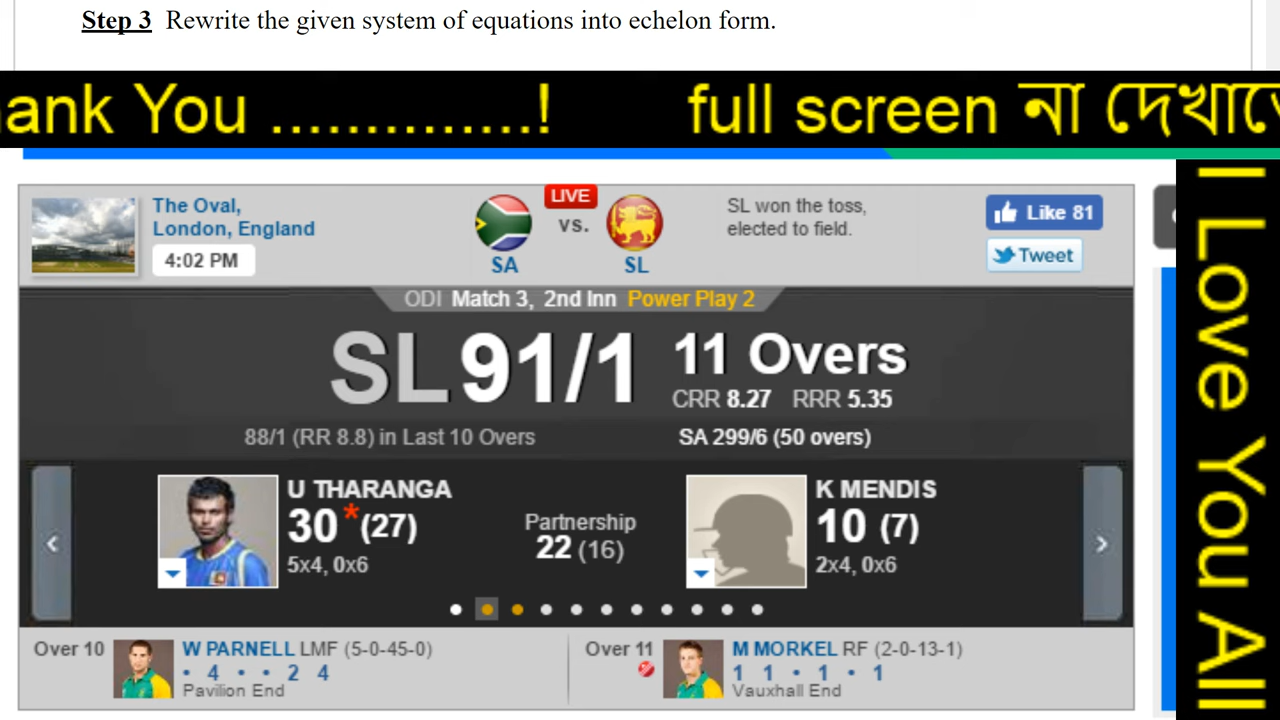 Step 3 Rewrite the given system of equations into echelon form.
ank You ..............! full screen না দেখাতে
The Oval,
London, England
4:02 PM
LIVE
vs.
SA
SL
SL won the toss,
elected to field.
Like 81
Tweet
ODI Match 3, 2nd Inn Power Play 2
SL 91/1 11 Overs
CRR 8.27 RRR 5.35
88/1 (RR 8.8) in Last 10 Overs
SA 299/6 (50 overs)
U THARANGA
30*(27)
5x4, 0x6
Partnership
22 (16)
K MENDIS
10 (7)
2x4, 0x6
Over 10
W PARNELL LMF (5-0-45-0)
• 4 • • 2 4
Pavilion End
Over 11
M MORKEL RF (2-0-13-1)
1 1 • 1 • 1
Vauxhall End
I Love You All